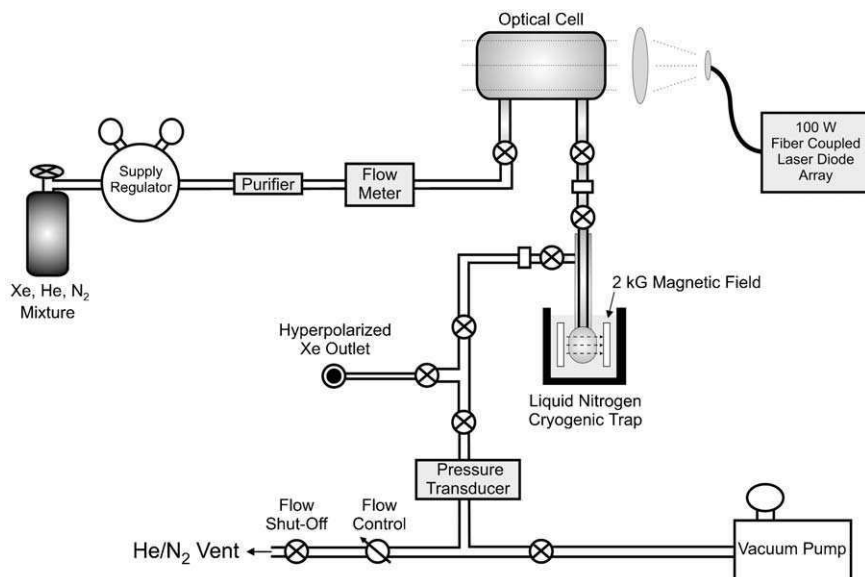 Optical Cell
100 W
Fiber Coupled
Laser Diode
Array
Supply
Regulator
Purifier
Flow
Meter
Xe, He, N₂
Mixture
2 kG Magnetic Field
Hyperpolarized
Xe Outlet
Liquid Nitrogen
Cryogenic Trap
Pressure
Transducer
Flow
Shut-Off
Flow
Control
He/N₂ Vent
Vacuum Pump